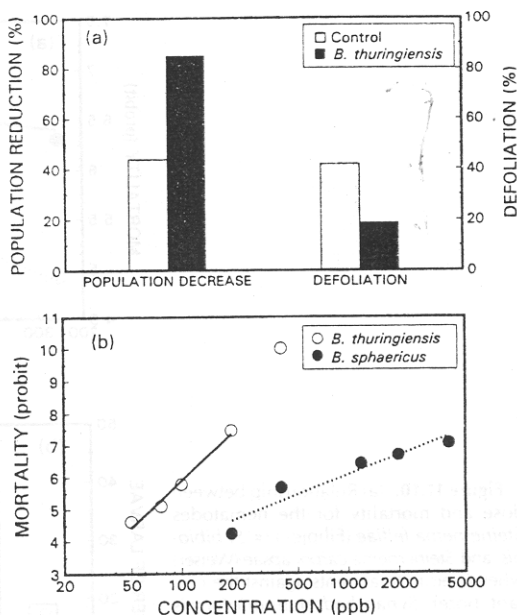 (a)
Control
B. thuringiensis
POPULATION REDUCTION (%)
100
80
60
40
20
0
DEFOLIATION (%)
100
80
60
40
20
0
POPULATION DECREASE
DEFOLIATION
(b)
B. thuringiensis
B. sphaericus
MORTALITY (probit)
11
10
9
8
7
6
5
4
3
20
50
100
200
400
1000
2000
5000
CONCENTRATION (ppb)